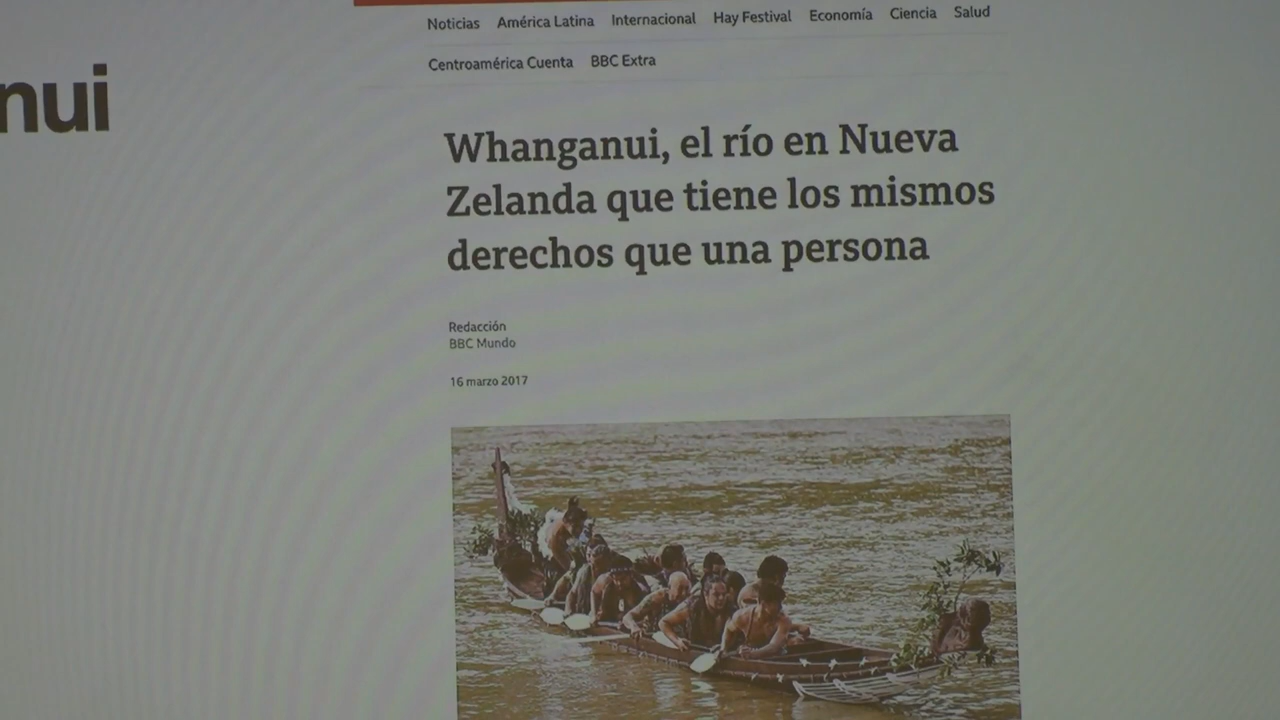 Noticias América Latina Internacional Hay Festival Economía Ciencia Salud
Centroamérica Cuenta BBC Extra
nui
Whanganui, el río en Nueva
Zelanda que tiene los mismos
derechos que una persona
Redacción
BBC Mundo
16 marzo 2017